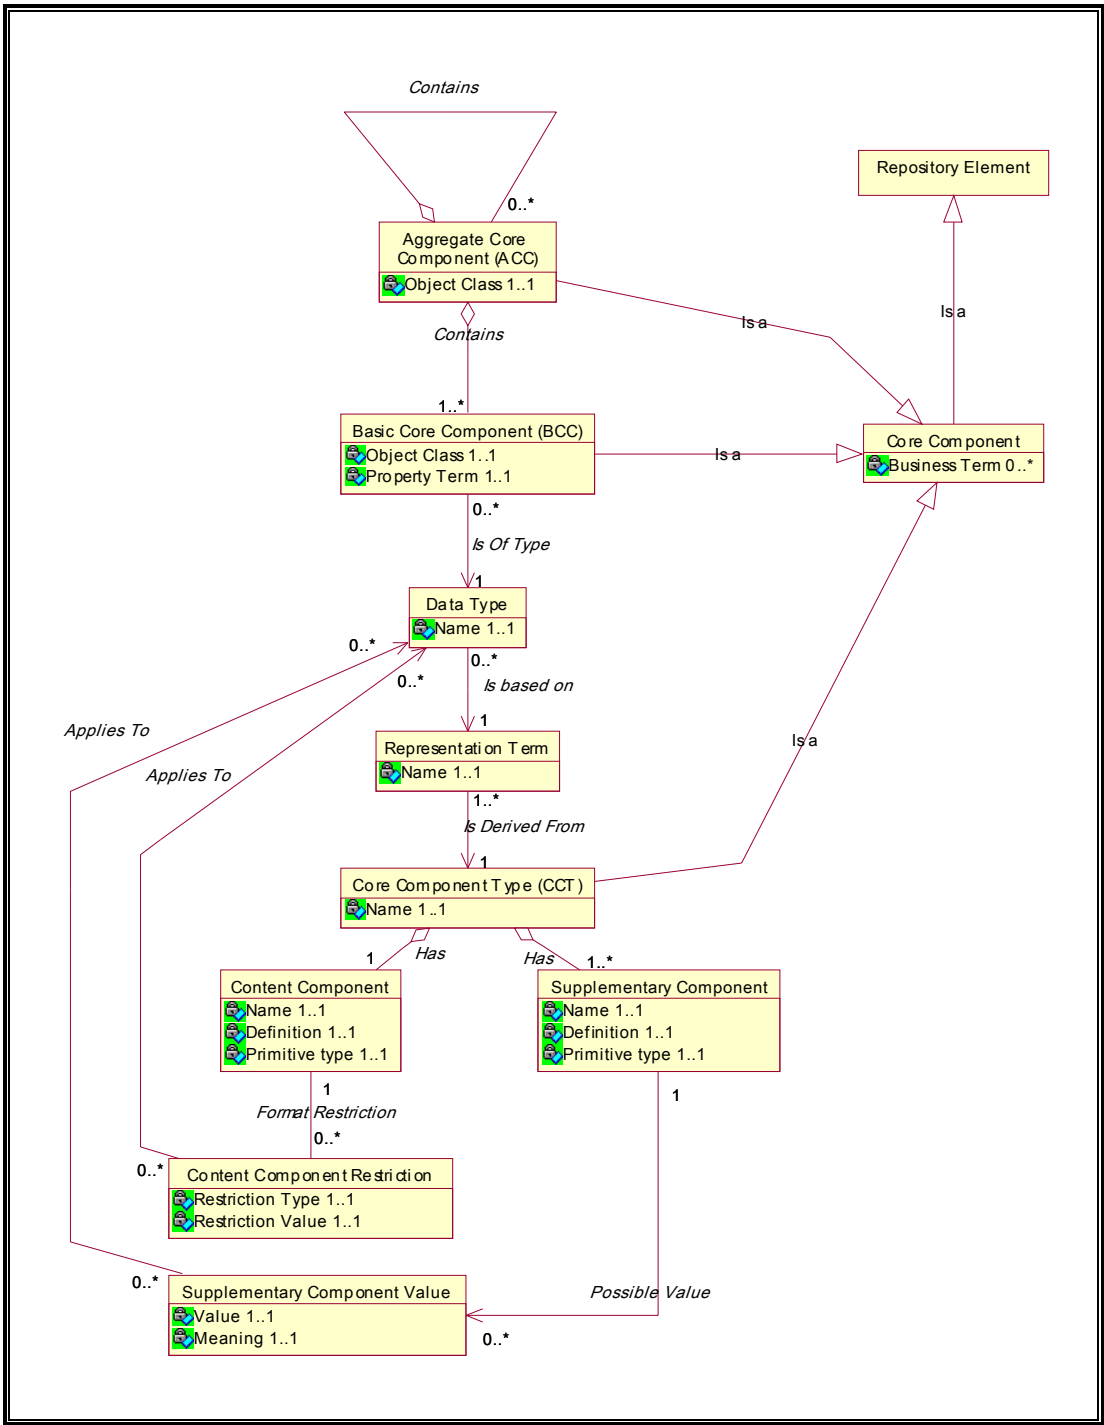 Contains
0..*
Repository Element
Aggregate Core
Component (ACC)
Object Class 1..1
Is a
Is a
Contains
1..*
Basic Core Component (BCC)
Object Class 1..1
Property Term 1..1
Is a
Core Component
Business Term 0..*
0..*
Is Of Type
1
Data Type
Name 1..1
0..*
0..*
0..*
Is based on
Applies To
Applies To
1
Representation Term
Name 1..1
Is a
1..*
Is Derived From
1
Core Component Type (CCT)
Name 1..1
Has
Has
1
1..*
Content Component
Name 1..1
Definition 1..1
Primitive type 1..1
Supplementary Component
Name 1..1
Definition 1..1
Primitive type 1..1
1
1
Format Restriction
0..*
0..*
Content Component Restriction
Restriction Type 1..1
Restriction Value 1..1
0..*
Supplementary Component Value
Value 1..1
Meaning 1..1
Possible Value
0..*